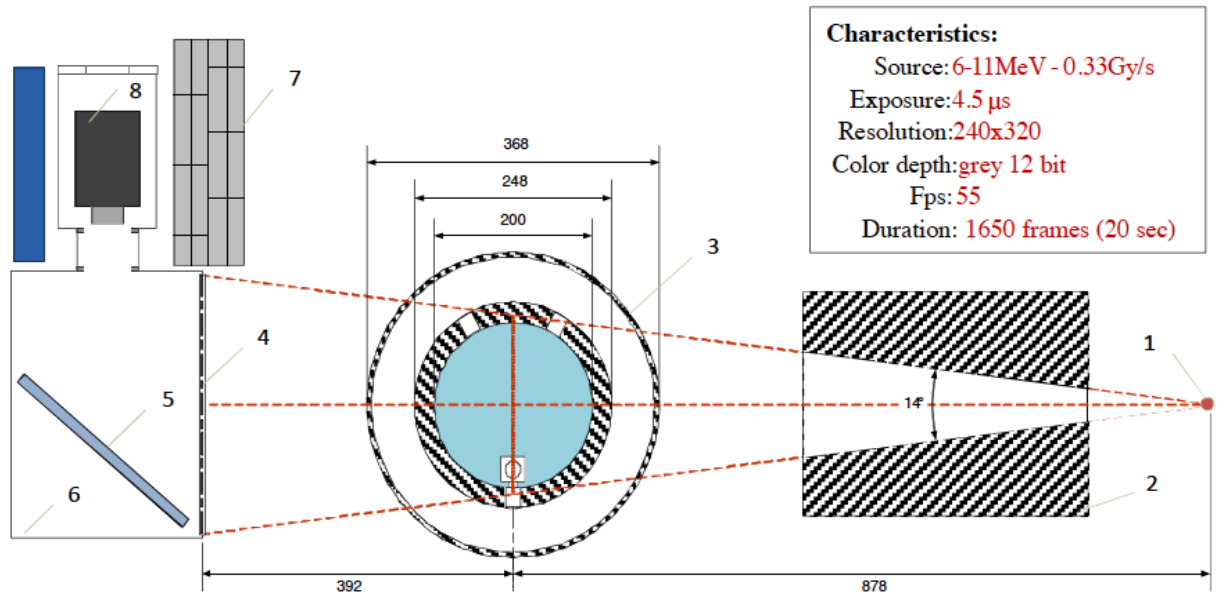 Characteristics:
Source: 6-11MeV - 0.33Gy/s
Exposure: 4.5 µs
Resolution: 240x320
Color depth: grey 12 bit
Fps: 55
Duration: 1650 frames (20 sec)
8
7
368
248
200
3
4
1
14°
5
2
6
392
878